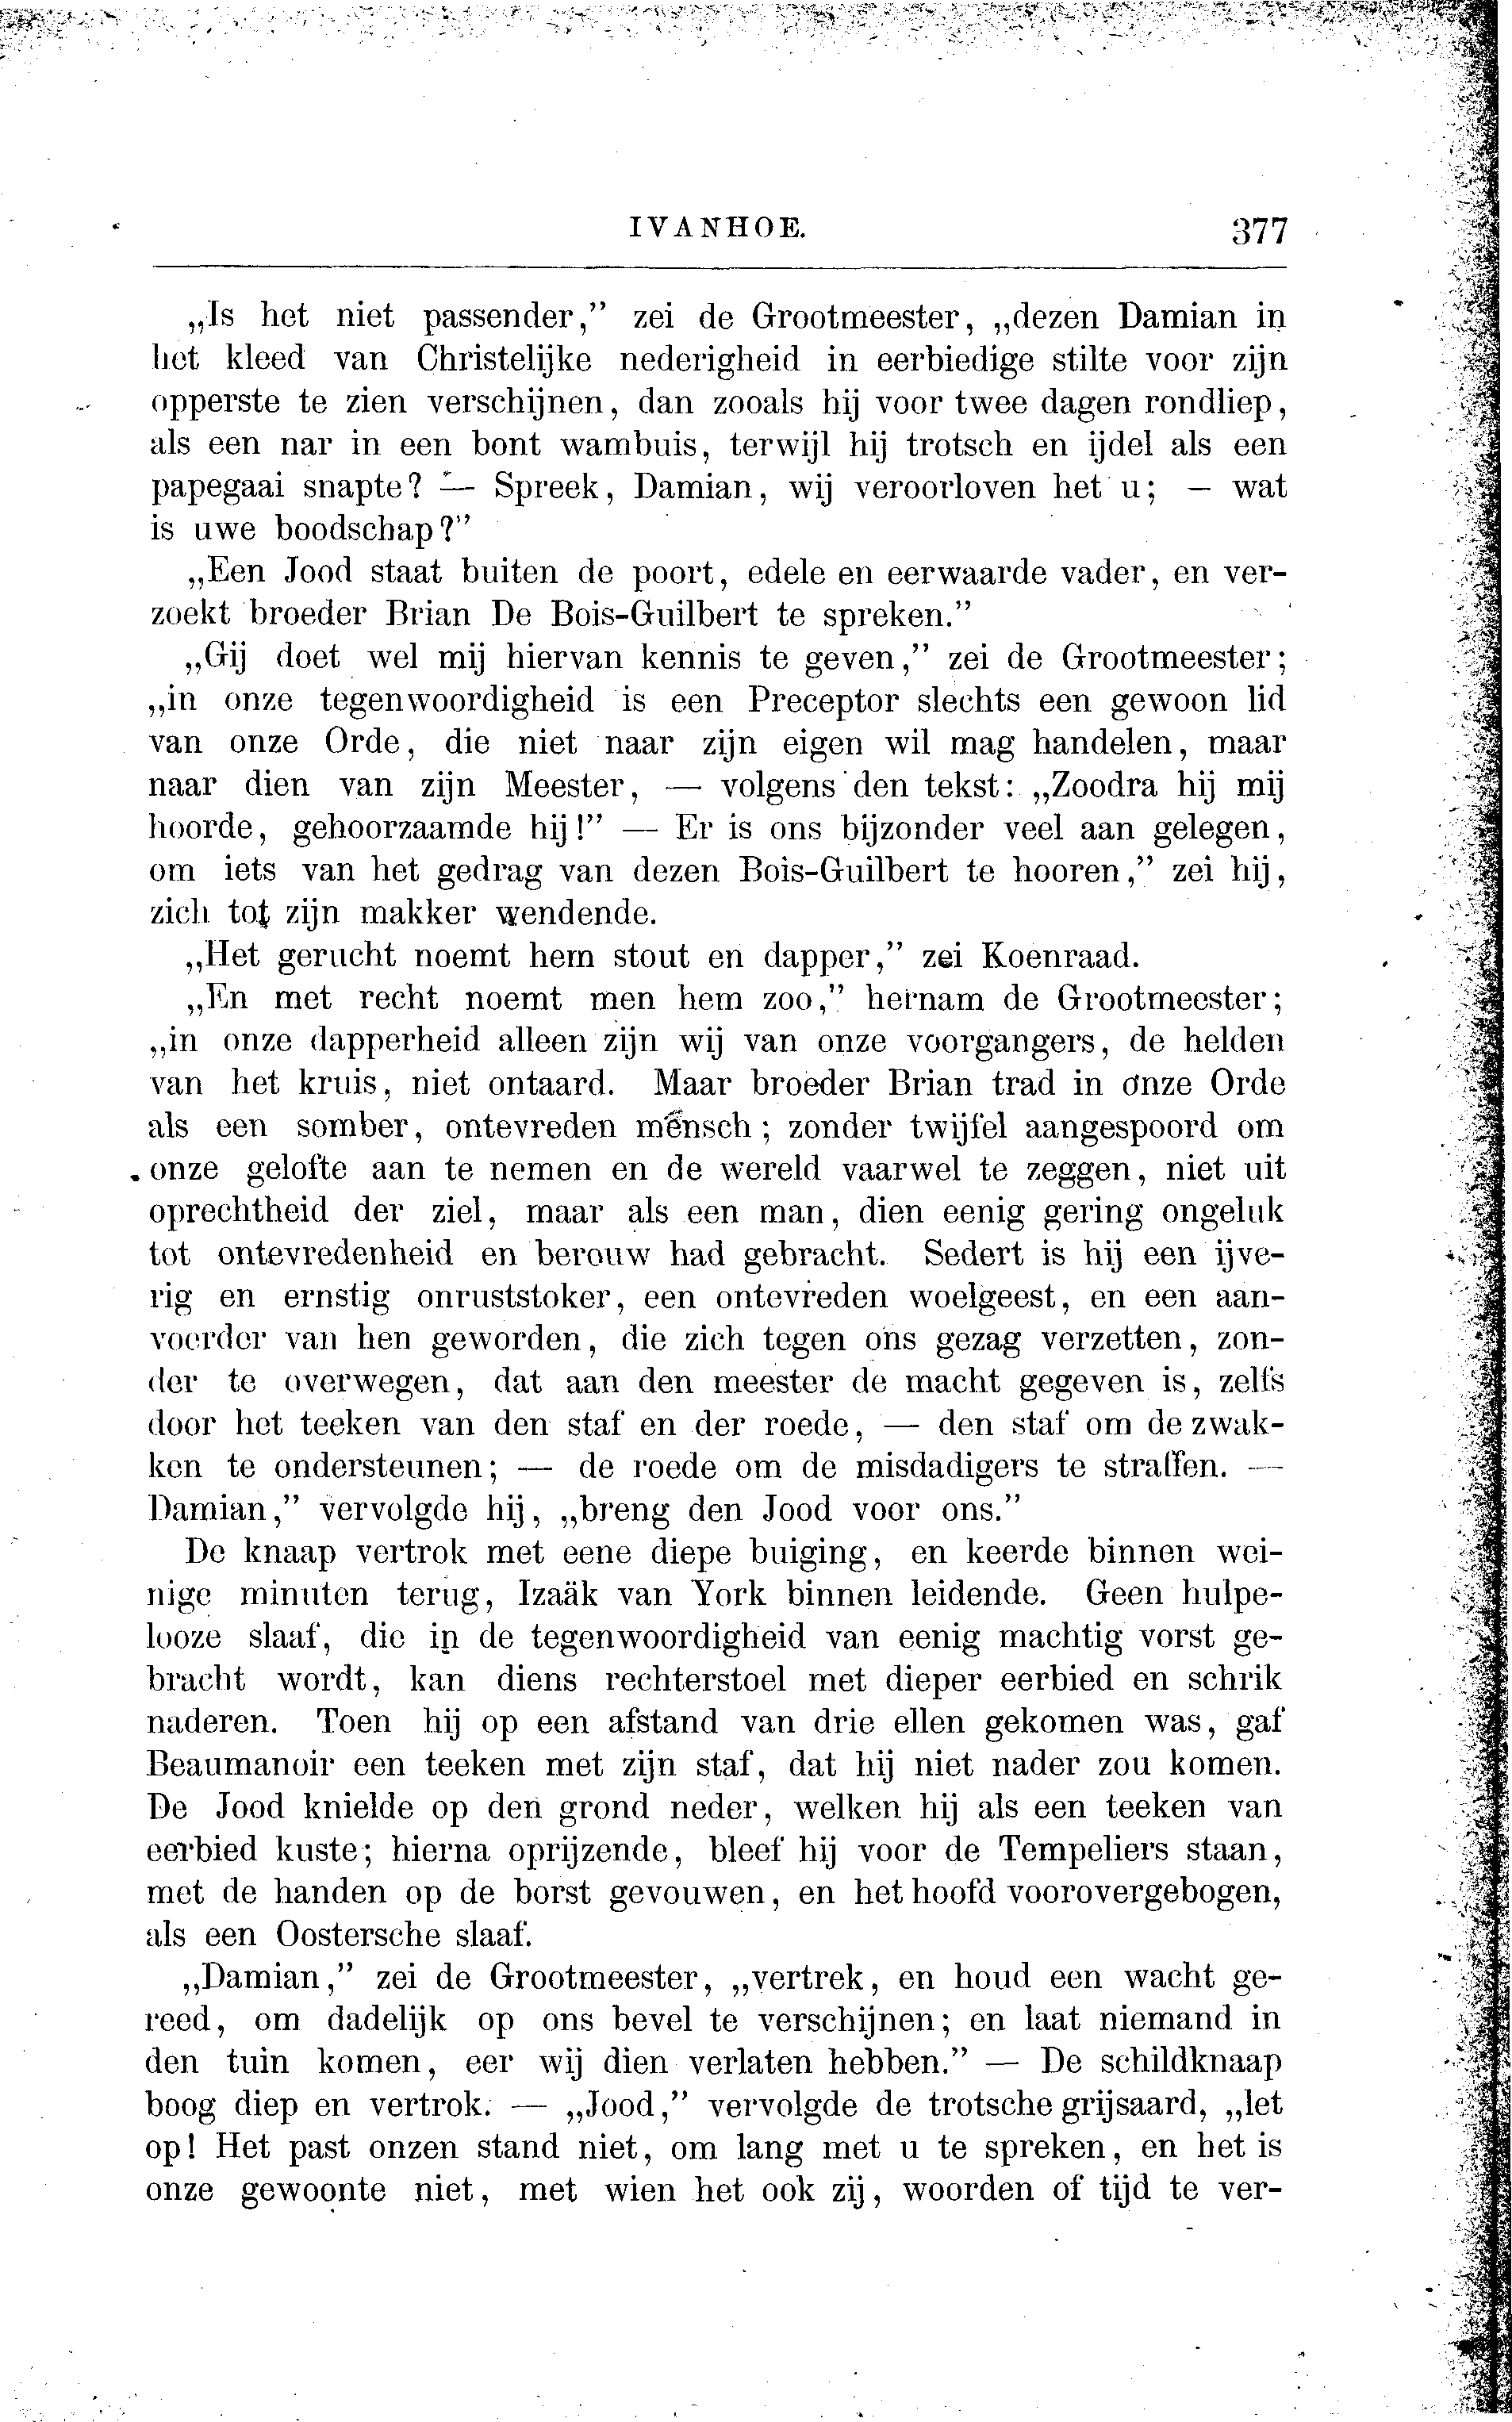 IVANHOE. 377
„Is het niet passender,” zei de Grootmeester, „dezen Damian in
het kleed van Christelijke nederigheid in eerbiedige stilte voor zijn
opperste te zien verschijnen, dan zooals hij voor twee dagen rondliep,
als een nar in een bont wambuis, terwijl hij trotsch en ijdel als een
papegaai snapte? — Spreek, Damian, wij veroorloven het u; — wat
is uwe boodschap?”
„Een Jood staat buiten de poort, edele en eerwaarde vader, en ver-
zoekt broeder Brian De Bois-Guilbert te spreken.”
„Gij doet wel mij hiervan kennis te geven,” zei de Grootmeester;
„in onze tegenwoordigheid is een Preceptor slechts een gewoon lid
van onze Orde, die niet naar zijn eigen wil mag handelen, maar
naar dien van zijn Meester, — volgens den tekst: „Zoodra hij mij
hoorde, gehoorzaamde hij!” — Er is ons bijzonder veel aan gelegen,
om iets van het gedrag van dezen Bois-Guilbert te hooren,” zei hij,
zich tot zijn makker wendende.
„Het gerucht noemt hem stout en dapper,” zei Koenraad.
„En met recht noemt men hem zoo,” hernam de Grootmeester;
„in onze dapperheid alleen zijn wij van onze voorgangers, de helden
van het kruis, niet ontaard. Maar broeder Brian trad in onze Orde
als een somber, ontevreden mensch; zonder twijfel aangespoord om
onze gelofte aan te nemen en de wereld vaarwel te zeggen, niet uit
oprechtheid der ziel, maar als een man, dien eenig gering ongeluk
tot ontevredenheid en berouw had gebracht. Sedert is hij een ijve-
rig en ernstig onruststoker, een ontevreden woelgeest, en een aan-
voerder van hen geworden, die zich tegen ons gezag verzetten, zon-
der te overwegen, dat aan den meester de macht gegeven is, zelfs
door het teeken van den staf en der roede, — den staf om de zwak-
ken te ondersteunen; — de roede om de misdadigers te straffen. —
Damian,” vervolgde hij, „breng den Jood voor ons.”
De knaap vertrok met eene diepe buiging, en keerde binnen wei-
nige minuten terug, Izaäk van York binnen leidende. Geen hulpe-
looze slaaf, die in de tegenwoordigheid van eenig machtig vorst ge-
bracht wordt, kan diens rechterstoel met dieper eerbied en schrik
naderen. Toen hij op een afstand van drie ellen gekomen was, gaf
Beaumanoir een teeken met zijn staf, dat hij niet nader zou komen.
De Jood knielde op den grond neder, welken hij als een teeken van
eerbied kuste; hierna oprijzende, bleef hij voor de Tempeliers staan,
met de handen op de borst gevouwen, en het hoofd voorovergebogen,
als een Oostersche slaaf.
„Damian,” zei de Grootmeester, „vertrek, en houd een wacht ge-
reed, om dadelijk op ons bevel te verschijnen; en laat niemand in
den tuin komen, eer wij dien verlaten hebben.” — De schildknaap
boog diep en vertrok. — „Jood,” vervolgde de trotsche grijsaard, „let
op! Het past onzen stand niet, om lang met u te spreken, en het is
onze gewoonte niet, met wien het ook zij, woorden of tijd te ver-